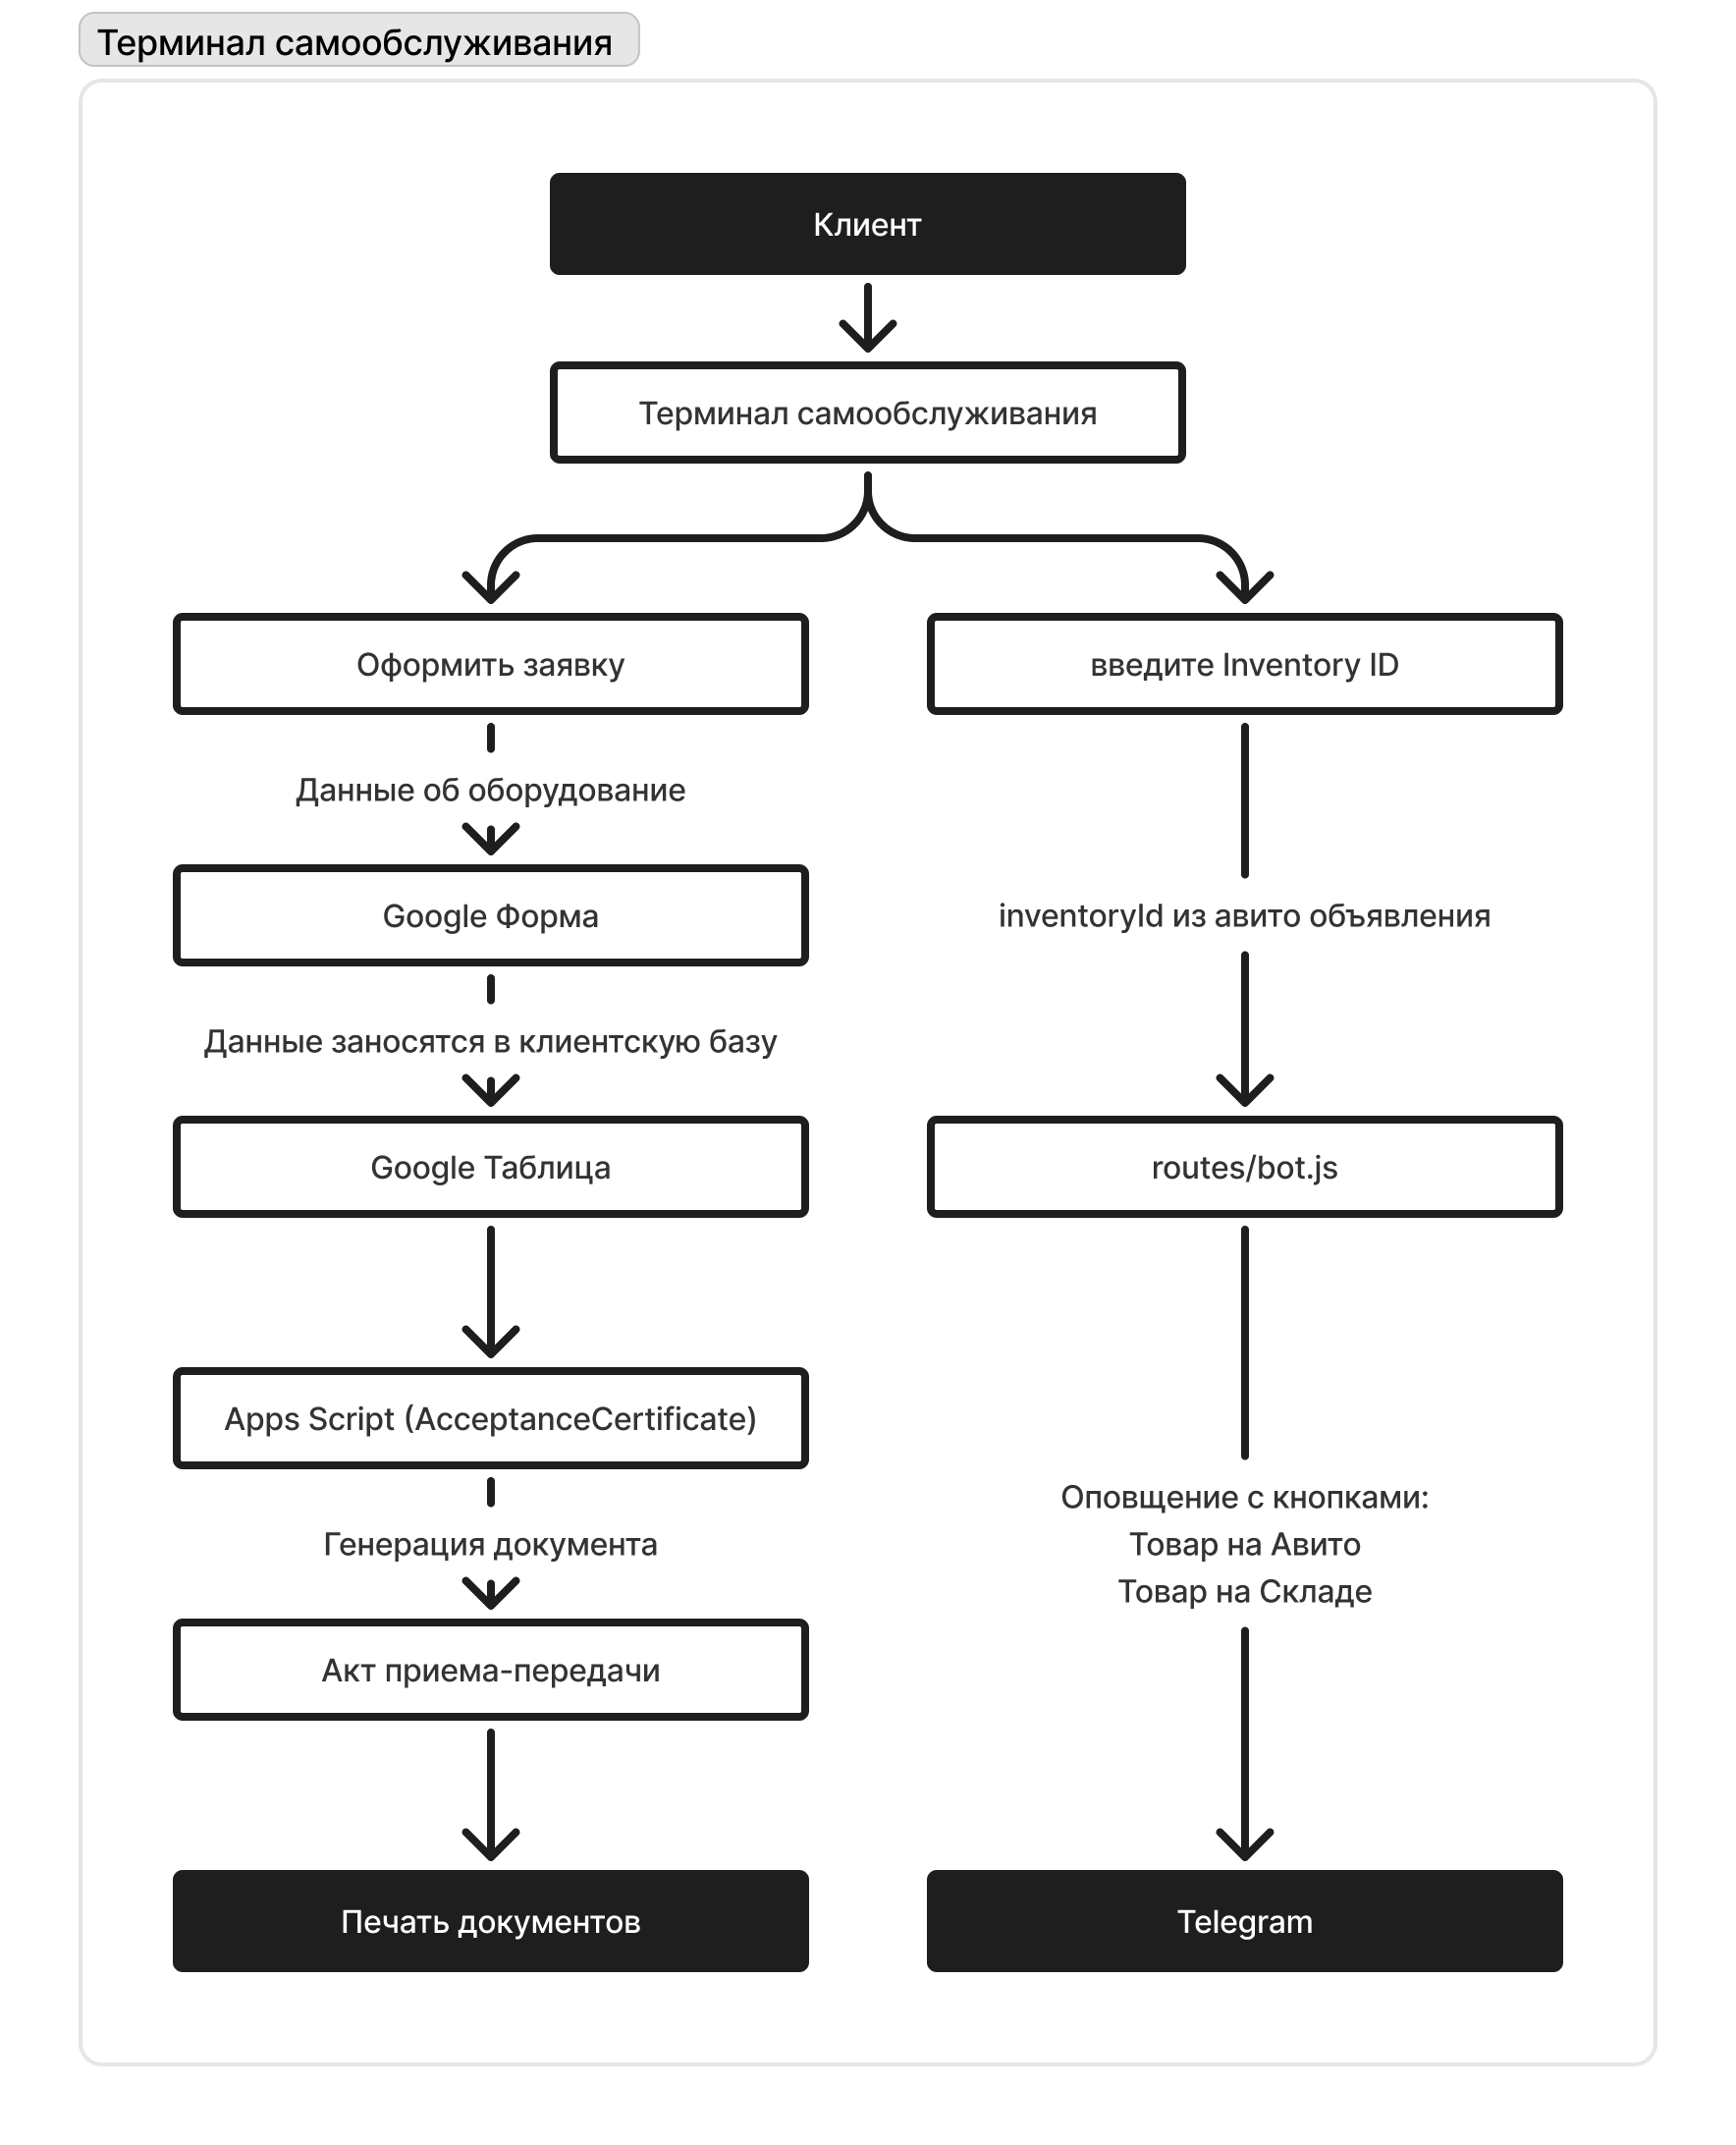 Терминал самообслуживания
Клиент
Терминал самообслуживания
Оформить заявку
Данные об оборудование
Google Форма
Данные заносятся в клиентскую базу
Google Таблица
Apps Script (AcceptanceCertificate)
Генерация документа
Акт приема-передачи
Печать документов
введите Inventory ID
inventoryId из авито объявления
routes/bot.js
Оповщение с кнопками:
Товар на Авито
Товар на Складе
Telegram